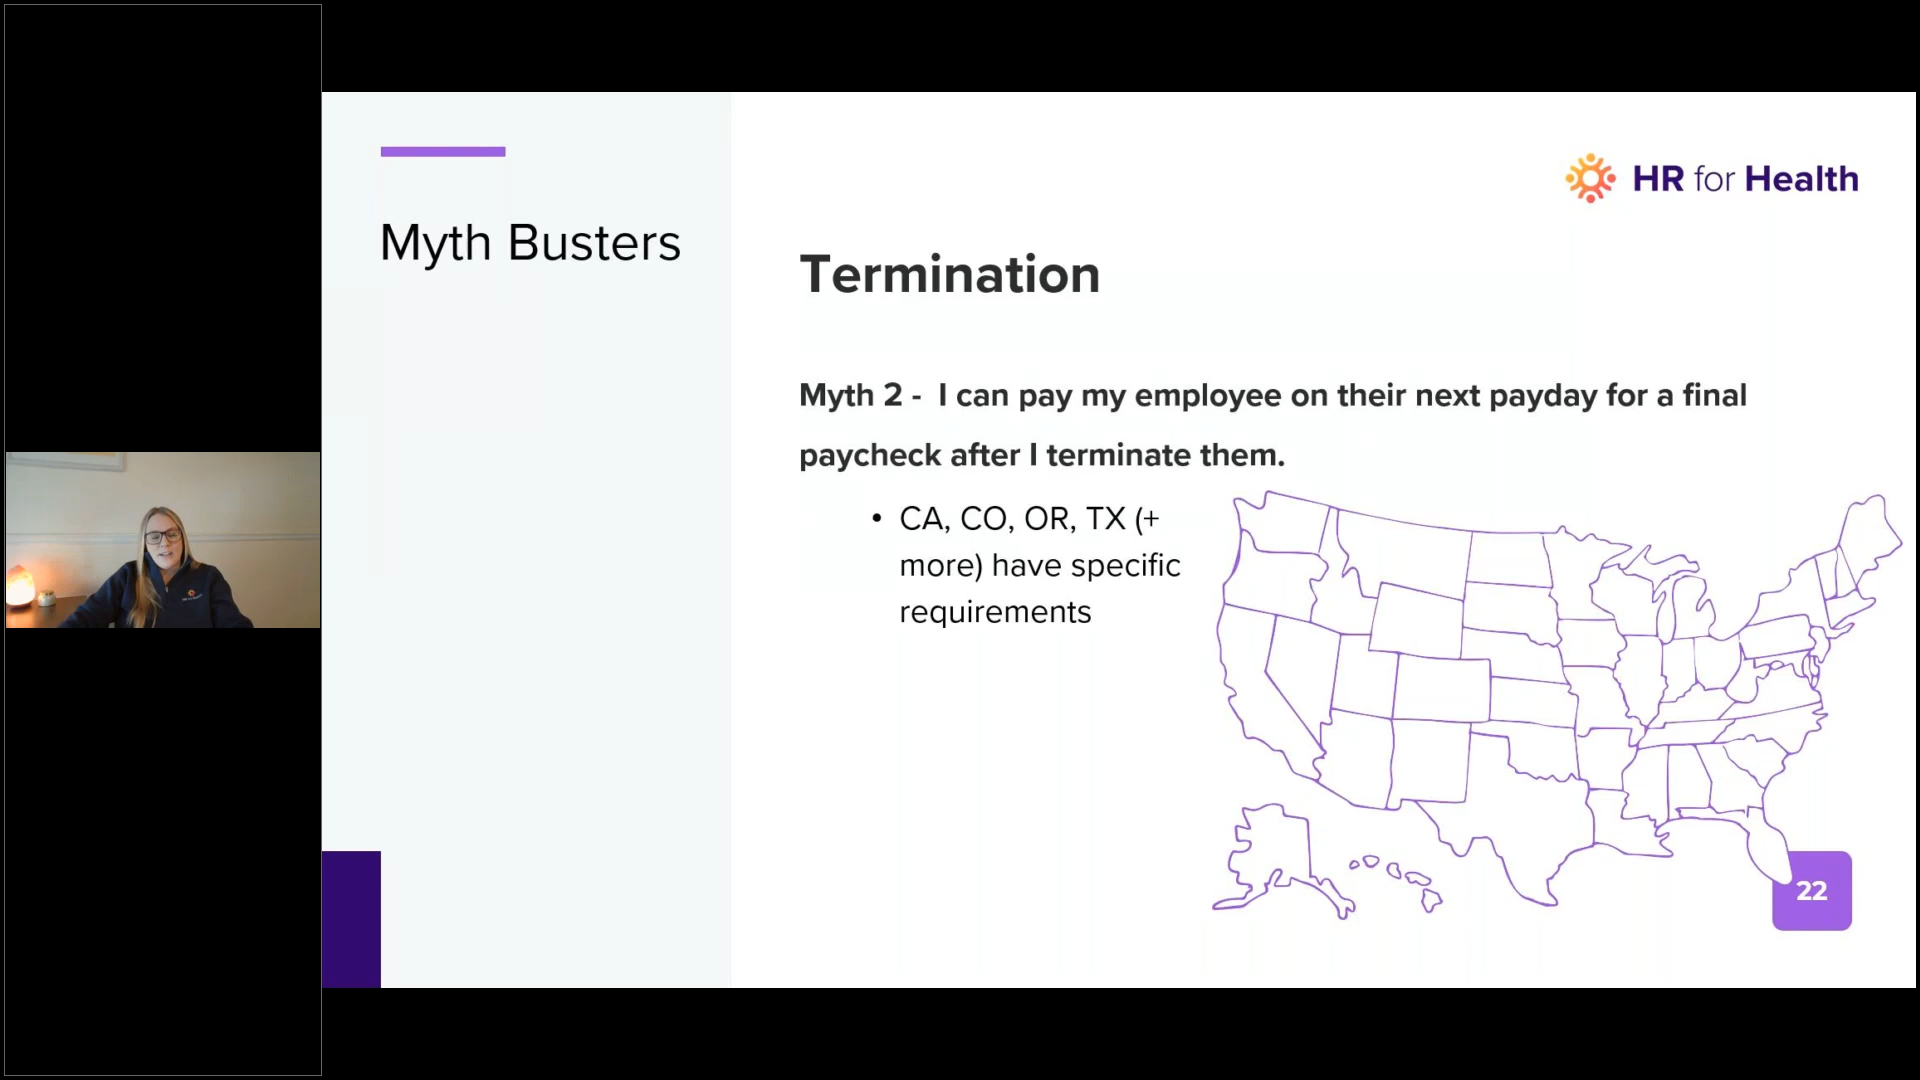 Myth Busters
HR for Health
Termination
Myth 2 -  I can pay my employee on their next payday for a final
paycheck after I terminate them.
• CA, CO, OR, TX (+
more) have specific
requirements
22